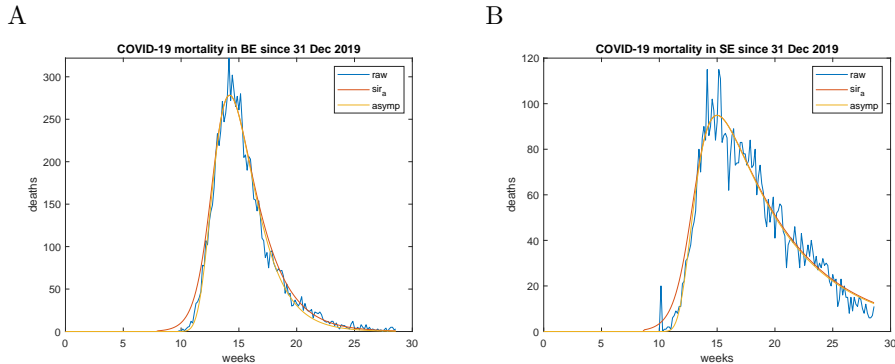 A
COVID-19 mortality in BE since 31 Dec 2019
raw
sir_a
asymp
deaths
300
250
200
150
100
50
0
0 5 10 15 20 25 30
weeks
B
COVID-19 mortality in SE since 31 Dec 2019
raw
sir_a
asymp
deaths
120
100
80
60
40
20
0
0 5 10 15 20 25 30
weeks